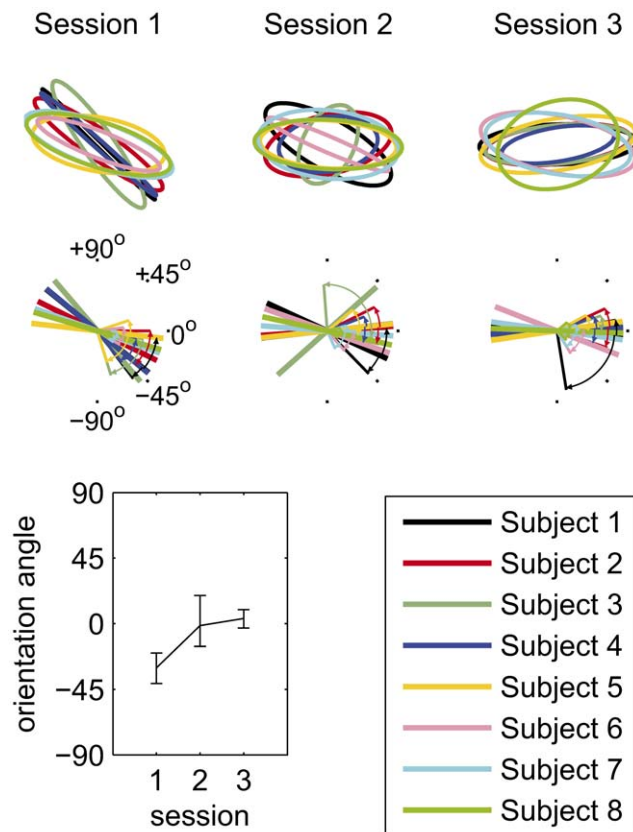 Session 1 Session 2 Session 3
+90°
+45°
0°
−45°
−90°
90
45
0
−45
−90
orientation angle
1 2 3
session
Subject 1
Subject 2
Subject 3
Subject 4
Subject 5
Subject 6
Subject 7
Subject 8